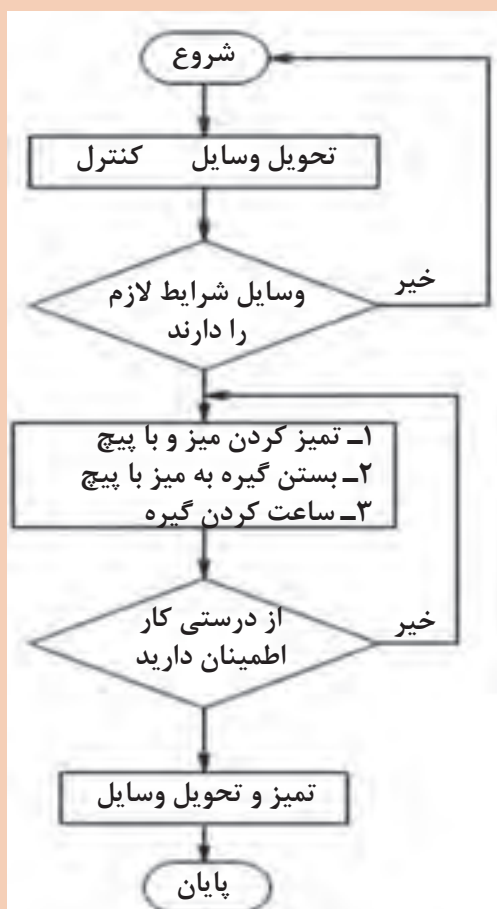 شروع
تحویل وسایل کنترل
وسایل شرایط لازم
را دارند
خیر
۱ـ تمیز کردن میز و با پیچ
۲ـ بستن گیره به میز با پیچ
۳ـ ساعت کردن گیره
از درستی کار
اطمینان دارید
خیر
تمیز و تحویل وسایل
پایان